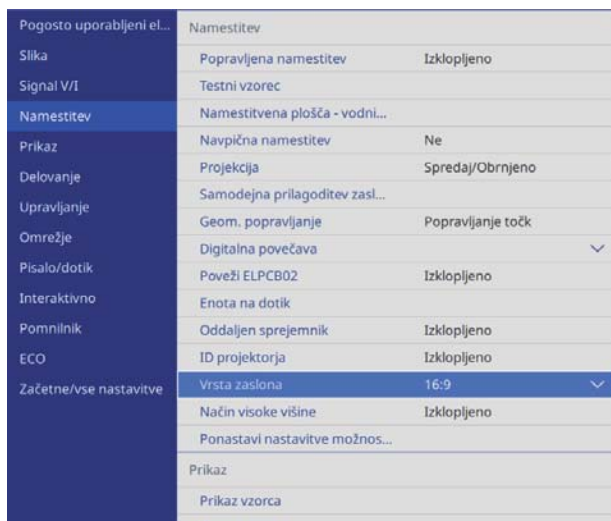 Pogosto uporabljeni el...
Slika
Signal V/I
Namestitev
Prikaz
Delovanje
Upravljanje
Omrežje
Pisalo/dotik
Interaktivno
Pomnilnik
ECO
Začetne/vse nastavitve
Namestitev
Popravljena namestitev Izklopljeno
Testni vzorec
Namestitvena plošča - vodni...
Navpična namestitev Ne
Projekcija Spredaj/Obrnjeno
Samodejna prilagoditev zasl...
Geom. popravljanje Popravljanje točk
Digitalna povečava
Poveži ELPCB02 Izklopljeno
Enota na dotik
Oddaljen sprejemnik Izklopljeno
ID projektorja Izklopljeno
Vrsta zaslona 16:9
Način visoke višine Izklopljeno
Ponastavi nastavitve možnos...
Prikaz
Prikaz vzorca